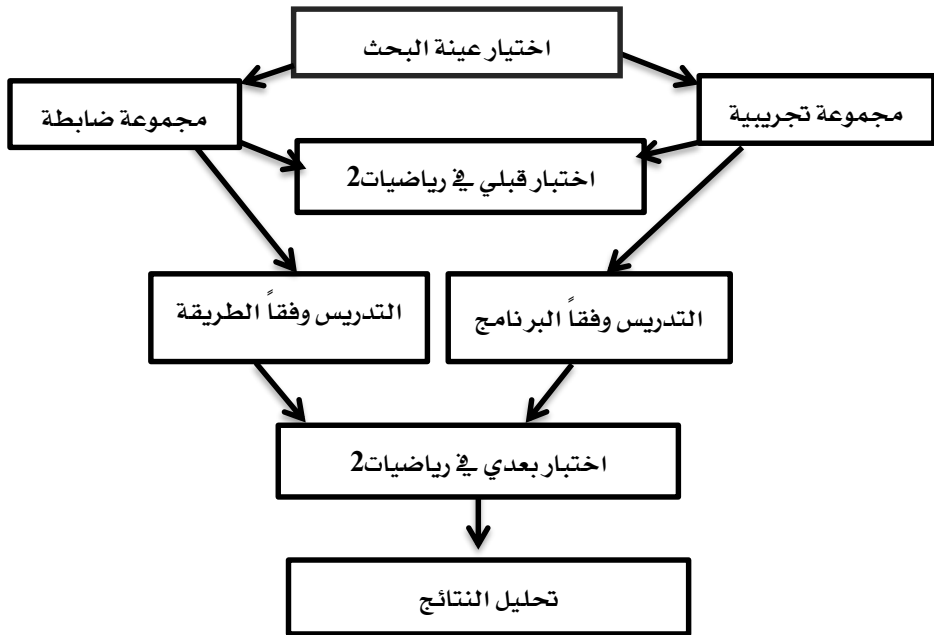 اختيار عينة البحث
مجموعة تجريبية
مجموعة ضابطة
اختبار قبلي في رياضيات2
التدريس وفقاً البرنامج
التدريس وفقاً الطريقة
اختبار بعدي في رياضيات2
تحليل النتائج